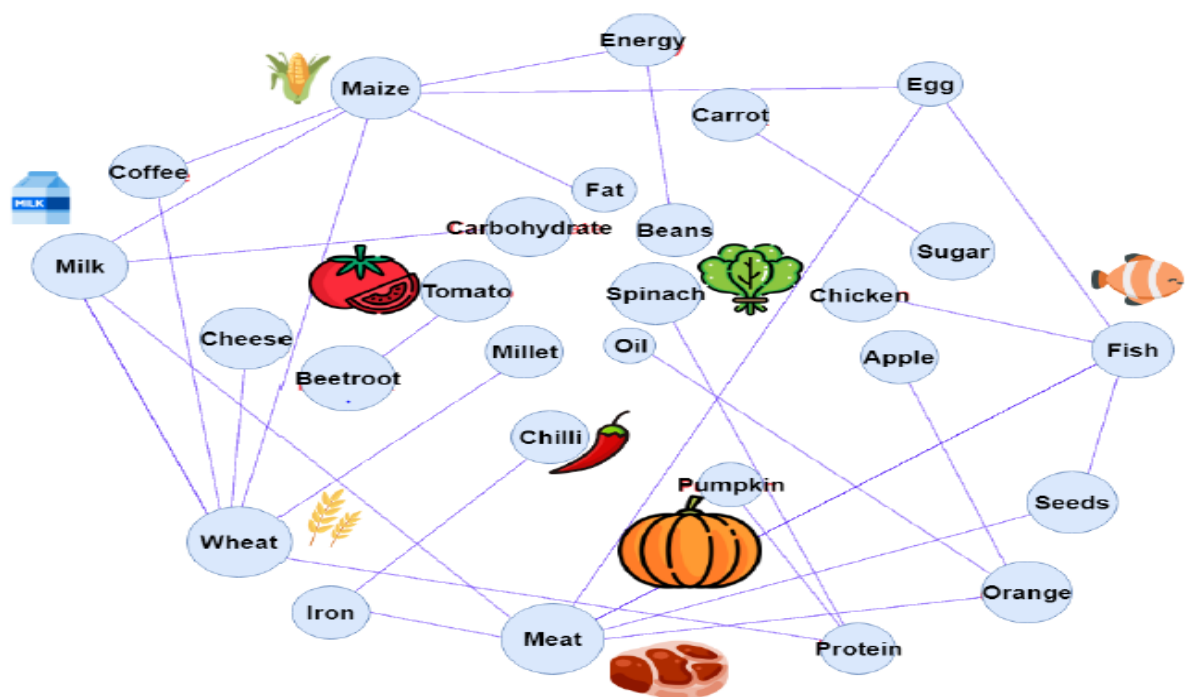 Energy
Maize
Egg
Carrot
Coffee
Fat
MILK
Carbohydrate
Beans
Milk
Sugar
Tomato
Spinach
Chicken
Cheese
Millet
Oil
Apple
Fish
Beetroot
Chilli
Pumpkin
Seeds
Wheat
Orange
Iron
Meat
Protein